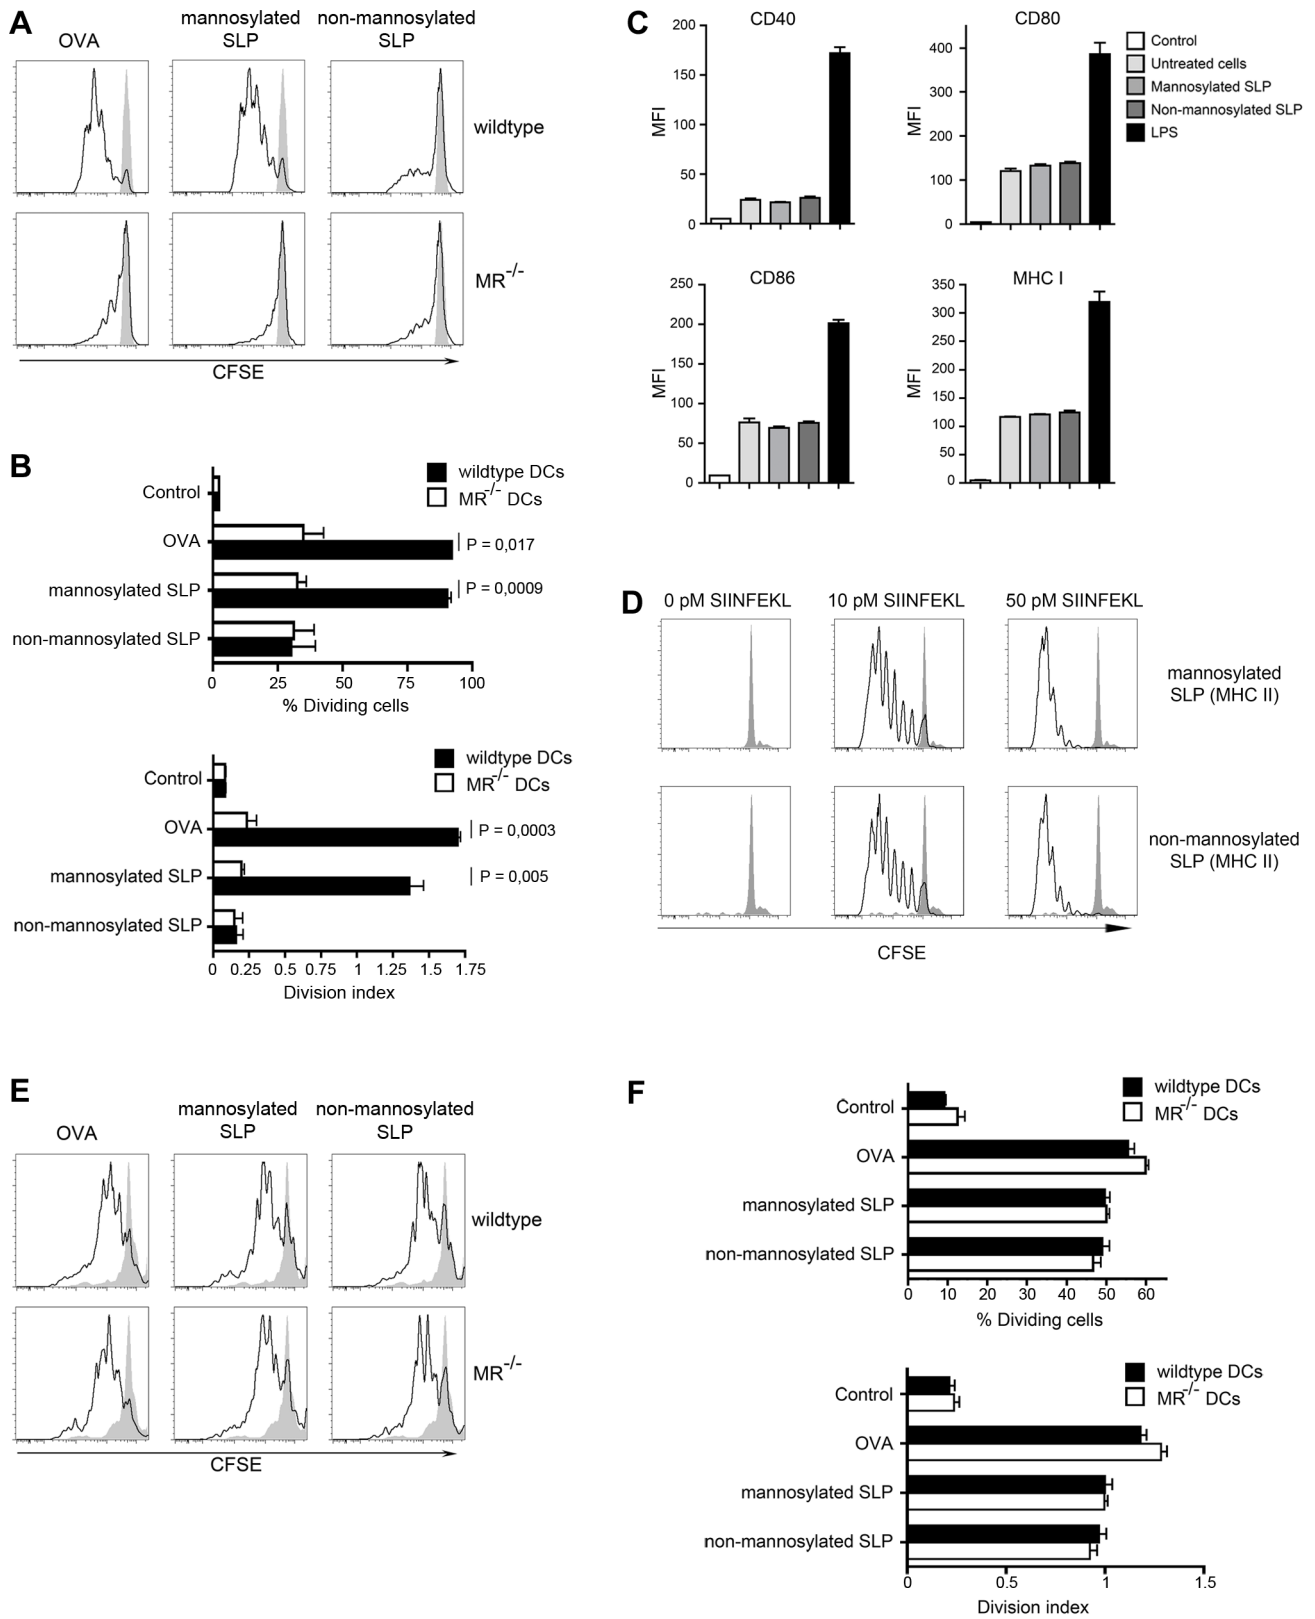 A
OVA
mannosylated
SLP
non-mannosylated
SLP
wildtype
MR-/-
CFSE
B
wildtype DCs
MR-/- DCs
Control
OVA
P = 0,017
mannosylated SLP
P = 0,0009
non-mannosylated SLP
0 25 50 75 100
% Dividing cells
wildtype DCs
MR-/- DCs
Control
OVA
P = 0,0003
mannosylated SLP
P = 0,005
non-mannosylated SLP
0 0.25 0.5 0.75 1 1.25 1.5 1.75
Division index
C
CD40
MFI
200
150
100
50
0
CD80
MFI
400
300
200
100
0
Control
Untreated cells
Mannosylated SLP
Non-mannosylated SLP
LPS
CD86
MFI
250
200
150
100
50
0
MHC I
MFI
350
300
250
200
150
100
50
0
D
0 pM SIINFEKL
10 pM SIINFEKL
50 pM SIINFEKL
mannosylated
SLP (MHC II)
non-mannosylated
SLP (MHC II)
CFSE
E
OVA
mannosylated
SLP
non-mannosylated
SLP
wildtype
MR-/-
CFSE
F
wildtype DCs
MR-/- DCs
Control
OVA
mannosylated SLP
non-mannosylated SLP
0 10 20 30 40 50 60
% Dividing cells
wildtype DCs
MR-/- DCs
Control
OVA
mannosylated SLP
non-mannosylated SLP
0 0.5 1 1.5
Division index